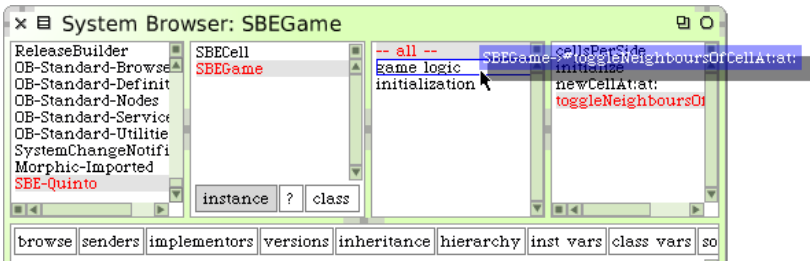 System Browser: SBEGame
ReleaseBuilder
OB-Standard-Browse
OB-Standard-Definit
OB-Standard-Nodes
OB-Standard-Service
OB-Standard-Utilitie
SystemChangeNotifi
Morphic-Imported
SBE-Quinto
SBECell
SBEGame
instance ? class
-- all --
game logic
initialization
SBEGame->#toggleNeighboursOfCellAt:at:
cellsPerSide
initialize
newCellAt:at:
toggleNeighboursOf
browse senders implementors versions inheritance hierarchy inst vars class vars so